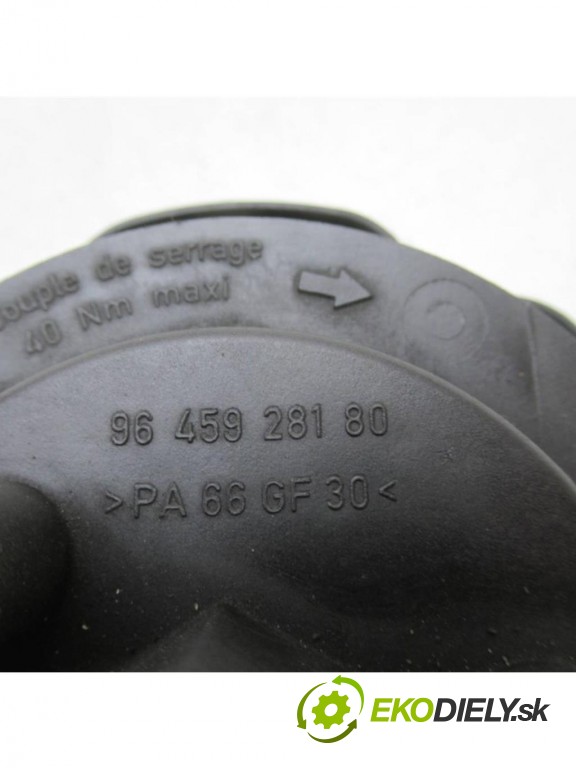 couple de serrage
40 Nm maxi
96 459 281 80
>PA 66 GF 30<
EKODIELY.sk